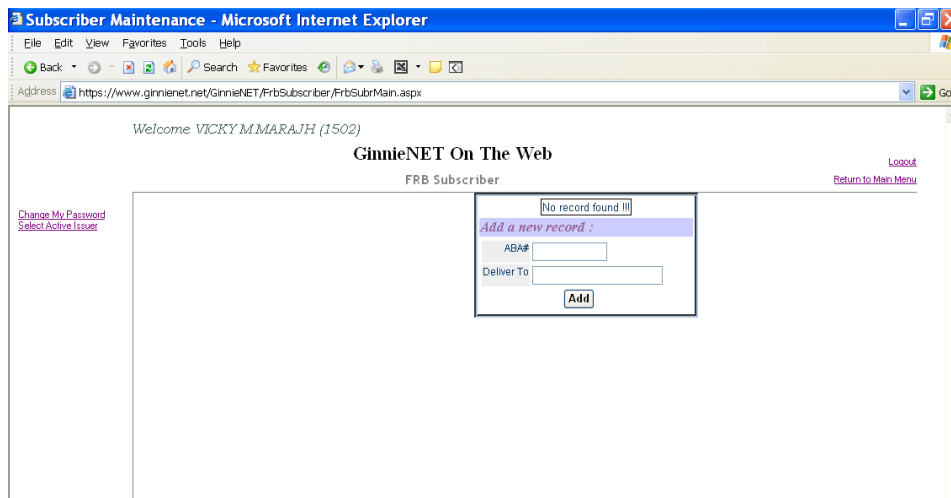 Subscriber Maintenance - Microsoft Internet Explorer
File Edit View Favorites Tools Help
Back Search Favorites
Address https://www.ginnienet.net/GinnieNET/FrbSubscriber/FrbSubrMain.aspx Go
Welcome VICKY M.MARAJH (1502)
GinnieNET On The Web
Logout
FRB Subscriber
Return to Main Menu
Change My Password
Select Active Issuer
No record found !!!
Add a new record :
ABA#
Deliver To
Add